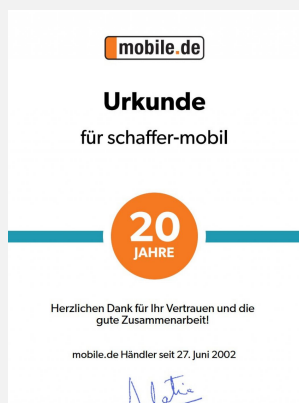 mobile.de
Urkunde
für schaffer-mobil
20
JAHRE
Herzlichen Dank für Ihr Vertrauen und die
gute Zusammenarbeit!
mobile.de Händler seit 27. Juni 2002